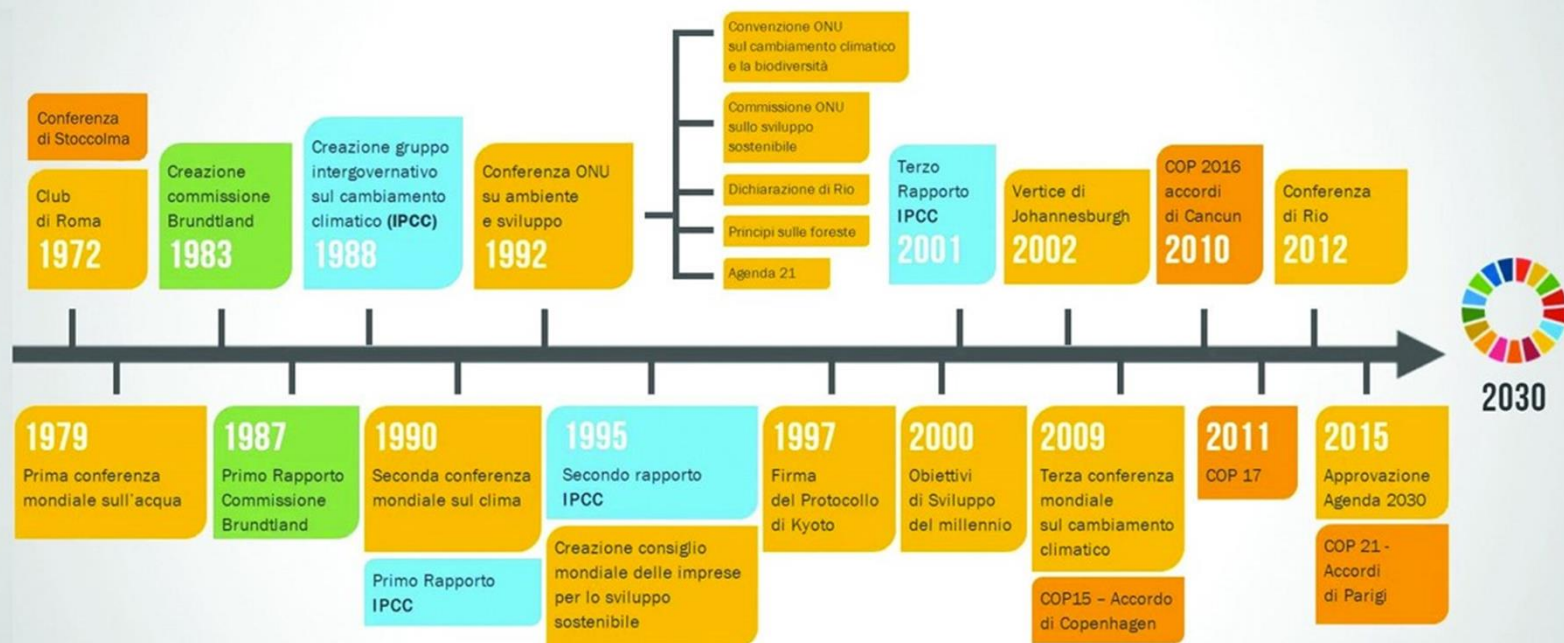 Conferenza
di Stoccolma
Club
di Roma
1972
Creazione
commissione
Brundtland
1983
Creazione gruppo
intergovernativo
sul cambiamento
climatico (IPCC)
1988
Conferenza ONU
su ambiente
e sviluppo
1992
Convenzione ONU
sul cambiamento climatico
e la biodiversità
Commissione ONU
sullo sviluppo
sostenibile
Dichiarazione di Rio
Principi sulle foreste
Agenda 21
Terzo
Rapporto
IPCC
2001
Vertice di
Johannesburgh
2002
COP 2016
accordi
di Cancun
2010
Conferenza
di Rio
2012
2030
1979
Prima conferenza
mondiale sull'acqua
1987
Primo Rapporto
Commissione
Brundtland
1990
Seconda conferenza
mondiale sul clima
Primo Rapporto
IPCC
1995
Secondo rapporto
IPCC
Creazione consiglio
mondiale delle imprese
per lo sviluppo
sostenibile
1997
Firma
del Protocollo
di Kyoto
2000
Obiettivi
di Sviluppo
del millennio
2009
Terza conferenza
mondiale
sul cambiamento
climatico
COP15 – Accordo
di Copenhagen
2011
COP 17
2015
Approvazione
Agenda 2030
COP 21 -
Accordi
di Parigi